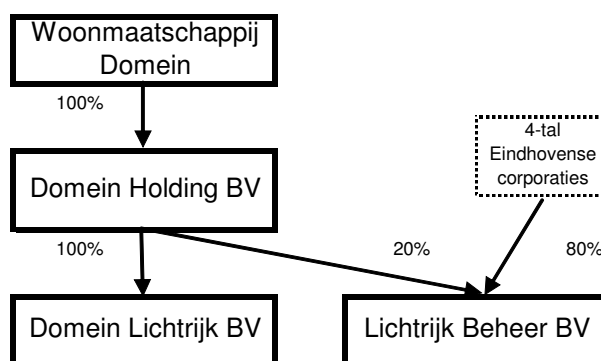 Woonmaatschappij
Domein
100%
4-tal
Eindhovense
corporaties
Domein Holding BV
100%
20%
80%
Domein Lichtrijk BV
Lichtrijk Beheer BV